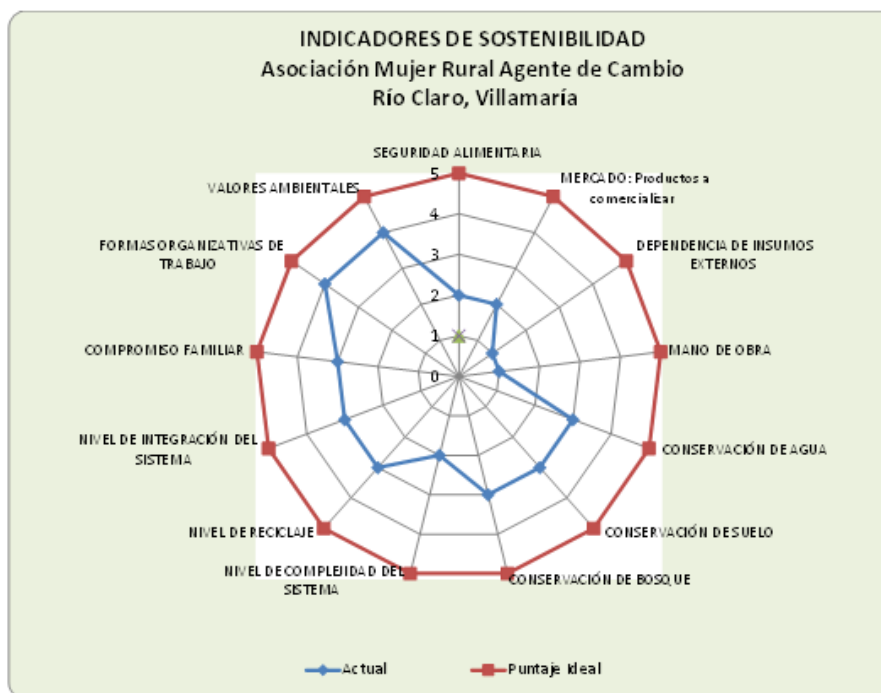 INDICADORES DE SOSTENIBILIDAD
Asociación Mujer Rural Agente de Cambio
Río Claro, Villamaría
SEGURIDAD ALIMENTARIA
MERCADO: Productos a
comercializar
DEPENDENCIA DE INSUMOS
EXTERNOS
MANO DE OBRA
CONSERVACIÓN DE AGUA
CONSERVACIÓN DE SUELO
CONSERVACIÓN DE BOSQUE
NIVEL DE COMPLEJIDAD DEL
SISTEMA
NIVEL DE RECICLAJE
NIVEL DE INTEGRACIÓN DEL
SISTEMA
COMPROMISO FAMILIAR
FORMAS ORGANIZATIVAS DE
TRABAJO
VALORES AMBIENTALES
5
4
3
2
1
0
Actual
Puntaje Ideal